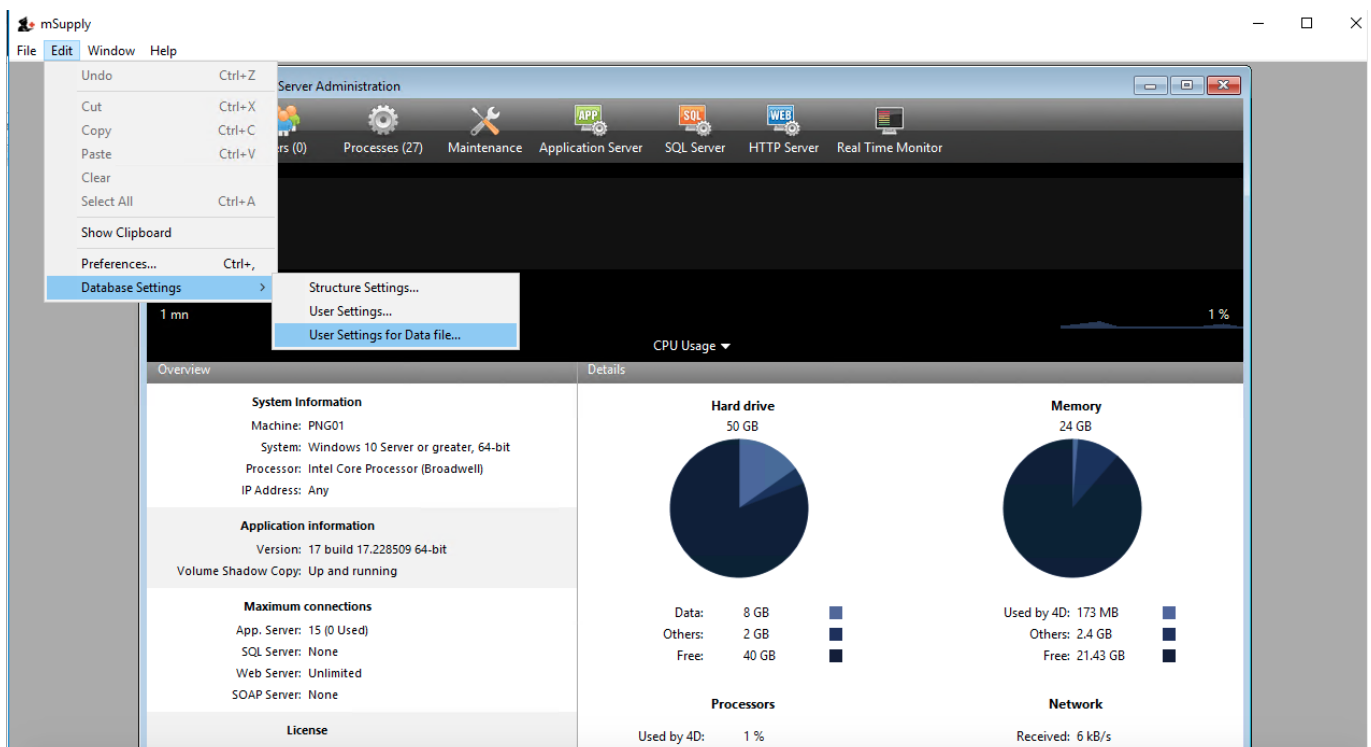 mSupply
File Edit Window Help
Undo Ctrl+Z
Cut Ctrl+X
Copy Ctrl+C
Paste Ctrl+V
Clear
Select All Ctrl+A
Show Clipboard
Preferences... Ctrl+,
Database Settings >
Structure Settings...
User Settings...
User Settings for Data file...
Server Administration
Processes (27) Maintenance Application Server SQL Server HTTP Server Real Time Monitor
APP SQL WEB
1 mn 1 %
CPU Usage
Overview Details
System Information
Machine: PNG01
System: Windows 10 Server or greater, 64-bit
Processor: Intel Core Processor (Broadwell)
IP Address: Any
Application information
Version: 17 build 17.228509 64-bit
Volume Shadow Copy: Up and running
Maximum connections
App. Server: 15 (0 Used)
SQL Server: None
Web Server: Unlimited
SOAP Server: None
License
Hard drive
50 GB
Data: 8 GB
Others: 2 GB
Free: 40 GB
Processors
Used by 4D: 1 %
Memory
24 GB
Used by 4D: 173 MB
Others: 2.4 GB
Free: 21.43 GB
Network
Received: 6 kB/s